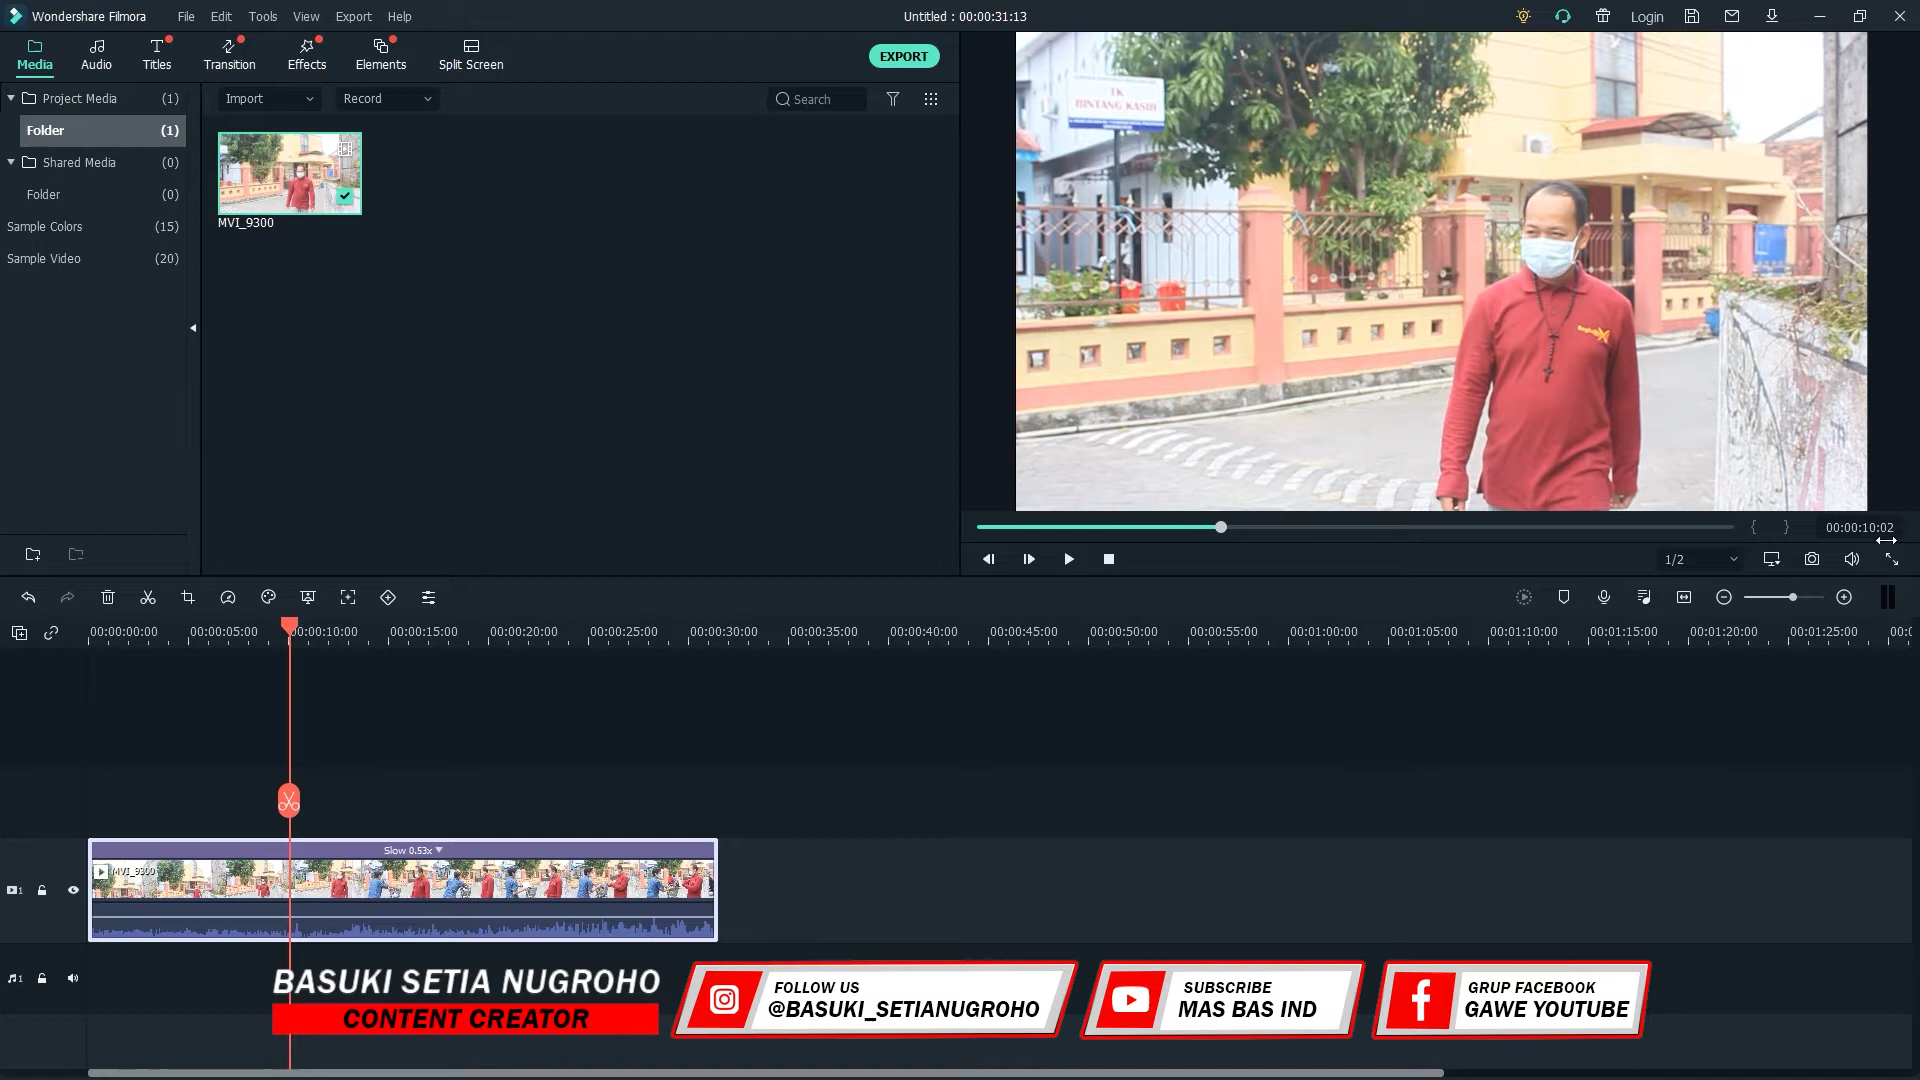 Wondershare Filmora
File
Edit
Tools
View
Export
Help
Untitled : 00:00:31:13
Login
Media
Audio
Titles
Transition
Effects
Elements
Split Screen
EXPORT
Project Media (1)
Folder (1)
Shared Media (0)
Folder (0)
Sample Colors (15)
Sample Video (20)
Import
Record
Search
MVI_9300
TK
BINTANG KASIH
{ }
00:00:10:02
1/2
00:00:00:00
00:00:05:00
00:00:10:00
00:00:15:00
00:00:20:00
00:00:25:00
00:00:30:00
00:00:35:00
00:00:40:00
00:00:45:00
00:00:50:00
00:00:55:00
00:01:00:00
00:01:05:00
00:01:10:00
00:01:15:00
00:01:20:00
00:01:25:00
Slow 0.53x
MVI_9300
1
1
BASUKI SETIA NUGROHO
CONTENT CREATOR
FOLLOW US
@BASUKI_SETIANUGROHO
SUBSCRIBE
MAS BAS IND
GRUP FACEBOOK
GAWE YOUTUBE